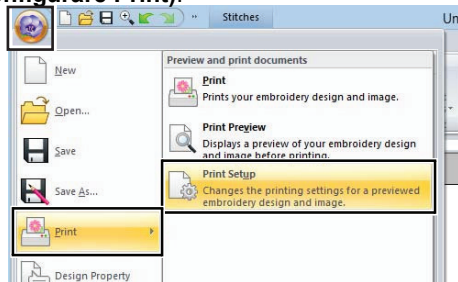 Print).
Stitches
Un
New
Open...
Save
Save As...
Print
Design Property
Preview and print documents
Print
Prints your embroidery design and image.
Print Preview
Displays a preview of your embroidery design
and image before printing.
Print Setup
Changes the printing settings for a previewed
embroidery design and image.